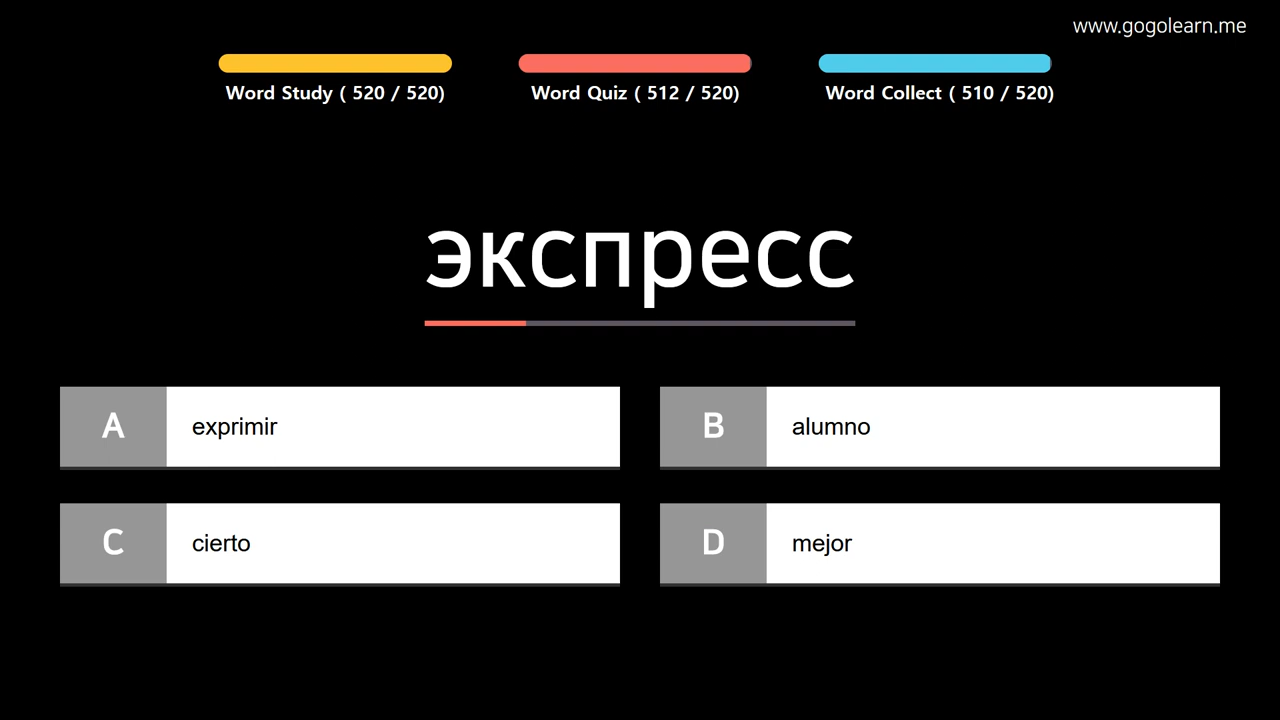 www.gogolearn.me
Word Study ( 520 / 520)
Word Quiz ( 512 / 520)
Word Collect ( 510 / 520)
экспресс
A exprimir
B alumno
C cierto
D mejor